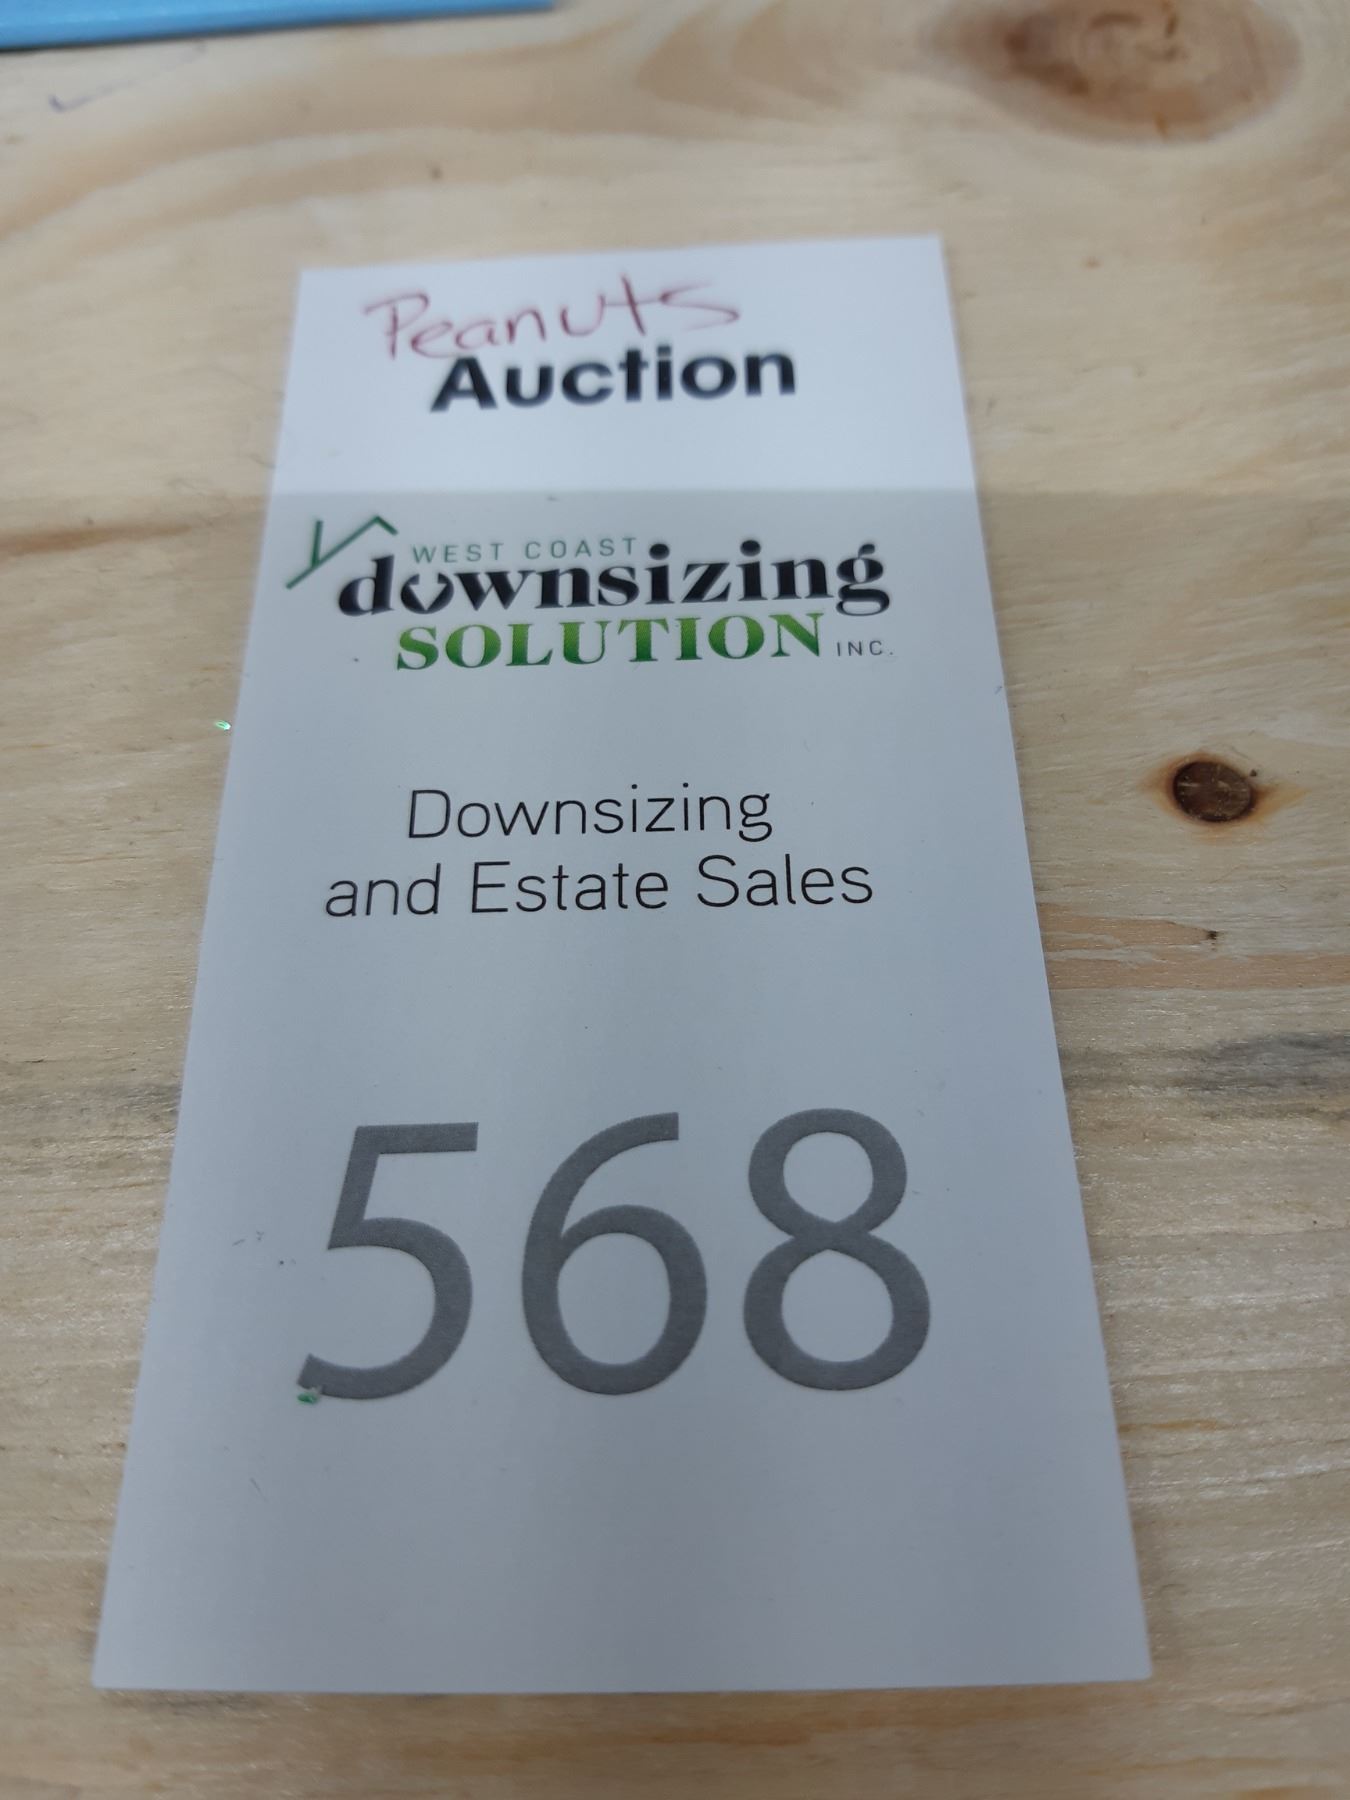 Peanuts
Auction
WEST COAST
downsizing
SOLUTION INC.
Downsizing
and Estate Sales
568